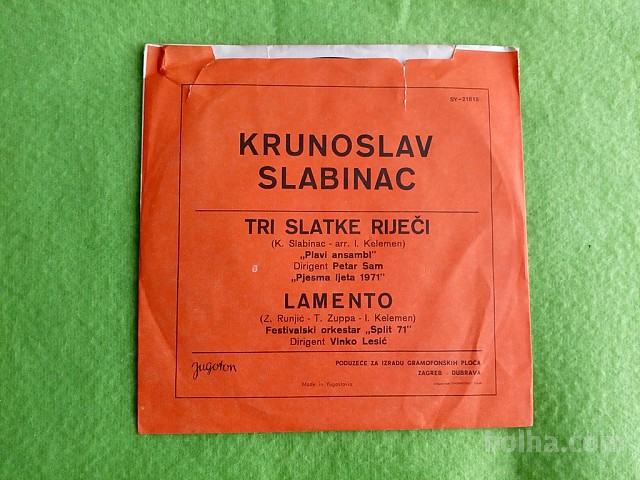 SY-21815
KRUNOSLAV
SLABINAC
TRI SLATKE RIJEČI
(K. Slabinac - arr. I. Kelemen)
„Plavi ansambl"
Dirigent Petar Sam
„Pjesma ljeta 1971"
LAMENTO
(Z. Runjić - T. Zuppa - I. Kelemen)
Festivalski orkestar „Split 71"
Dirigent Vinko Lesić
Jugoton
PODUZEĆE ZA IZRADU GRAMOFONSKIH PLOČA
ZAGREB - DUBRAVA
Made in Yugoslavia
bolha.com